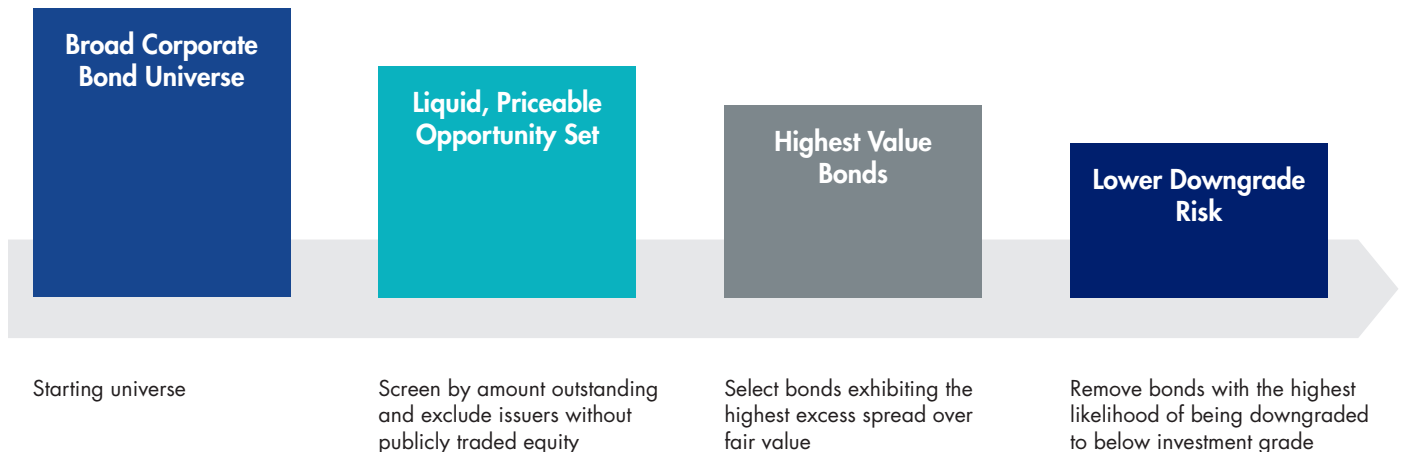 Broad Corporate
Bond Universe
Liquid, Priceable
Opportunity Set
Highest Value
Bonds
Lower Downgrade
Risk
Starting universe
Screen by amount outstanding
and exclude issuers without
publicly traded equity
Select bonds exhibiting the
highest excess spread over
fair value
Remove bonds with the highest
likelihood of being downgraded
to below investment grade